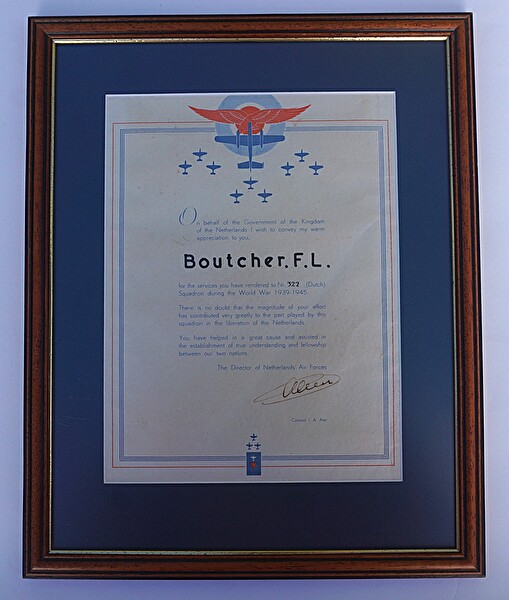 On behalf of the Government of the Kingdom
of the Netherlands I wish to convey my warm
appreciation to you,
Boutcher, F.L.
for the services you have rendered to Nr. 322 (Dutch)
Squadron during the World War 1939-1945.
There is no doubt that the magnitude of your effort
has contributed very greatly to the part played by this
squadron in the liberation of the Netherlands.
You have helped in a great cause and assisted in
the establishment of true understanding and fellowship
between our two nations.
The Director of Netherlands' Air Forces
Colonel I. A. Aler